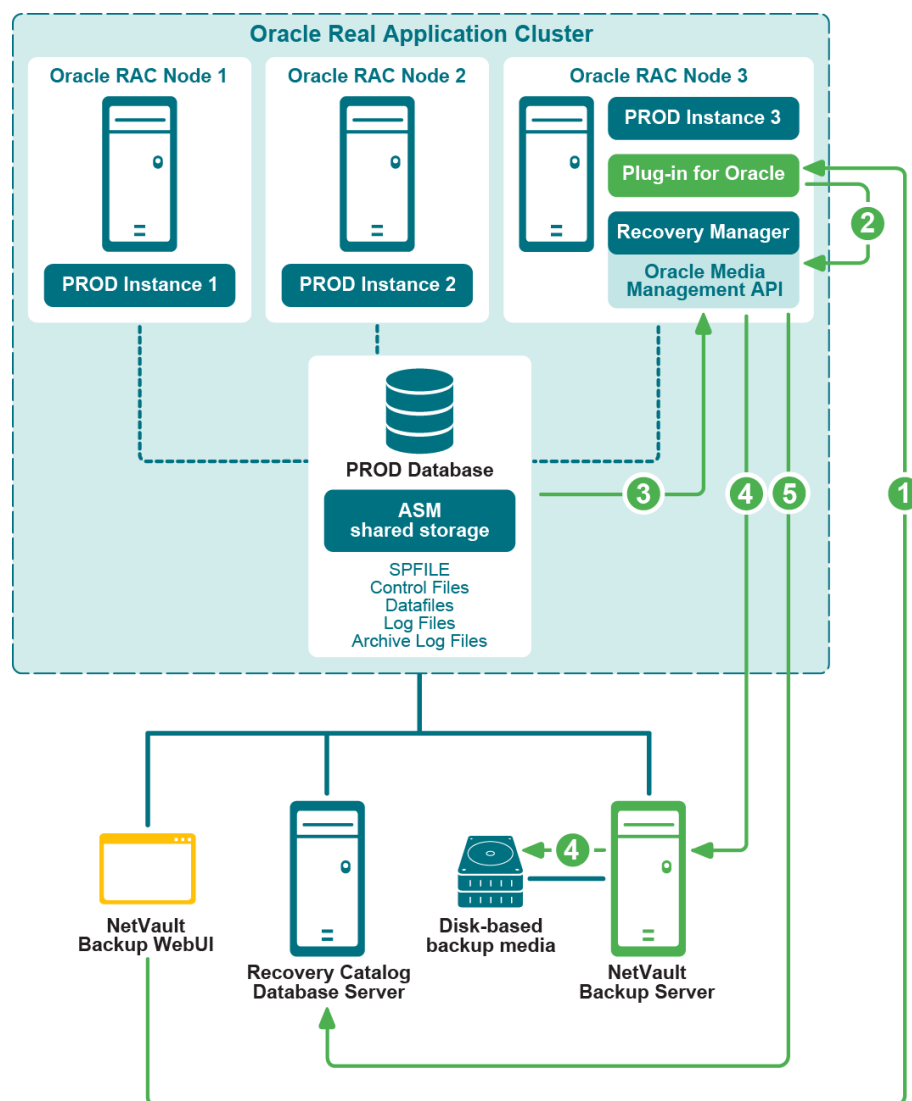 Oracle Real Application Cluster
Oracle RAC Node 1
Oracle RAC Node 2
Oracle RAC Node 3
PROD Instance 3
Plug-in for Oracle
2
Recovery Manager
Oracle Media
Management API
PROD Instance 1
PROD Instance 2
PROD Database
ASM
shared storage
3
4
5
1
SPFILE
Control Files
Datafiles
Log Files
Archive Log Files
4
NetVault
Backup WebUI
Recovery Catalog
Database Server
Disk-based
backup media
NetVault
Backup Server